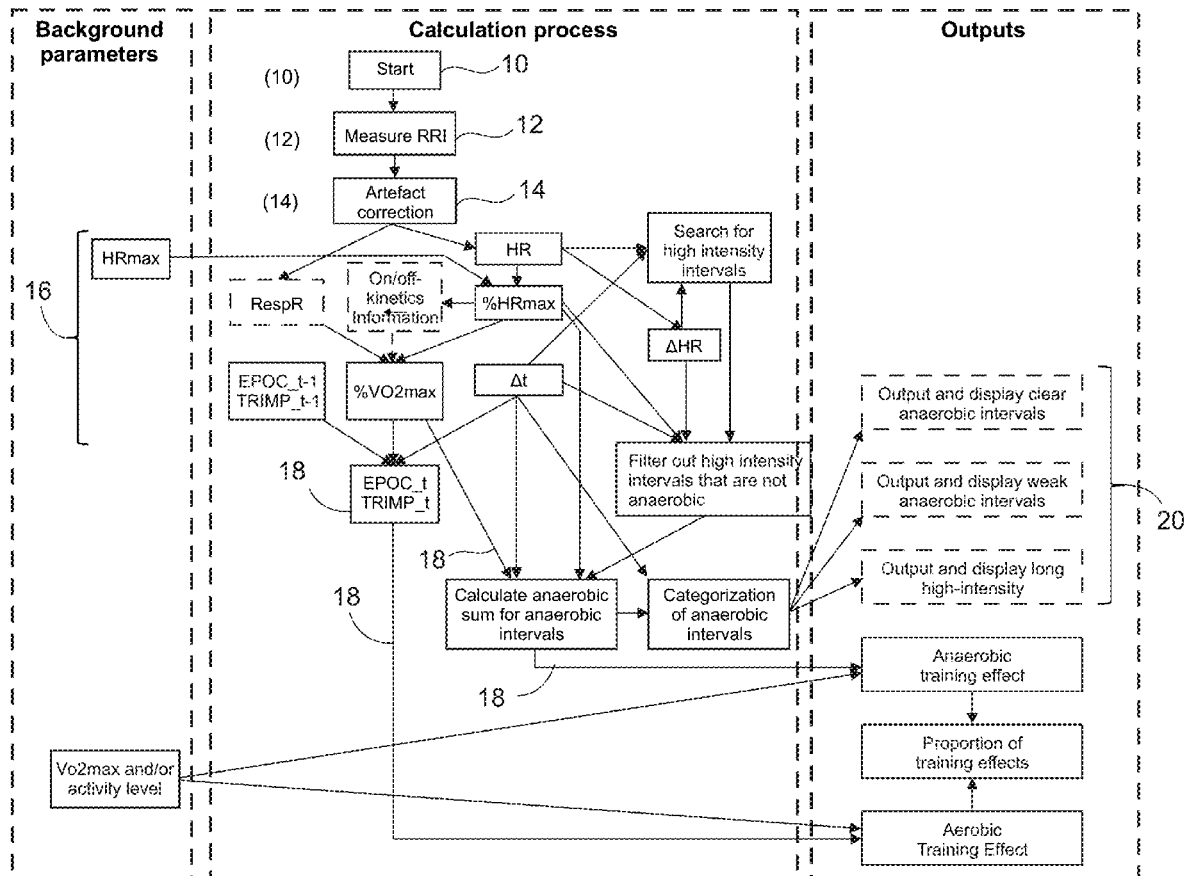 Background
parameters
Calculation process
Outputs
(10)
Start
10
(12)
Measure RRI
12
(14)
Artefact
correction
14
16
HRmax
HR
Search for
high intensity
intervals
RespR
On/off-
kinetics
Information
%HRmax
ΔHR
EPOC_t-1
TRIMP_t-1
%VO2max
Δt
Output and display clear
anaerobic intervals
18
EPOC_t
TRIMP_t
Filter out high intensity
intervals that are not
anaerobic
Output and display weak
anaerobic intervals
20
18
Output and display long
high-intensity
18
Calculate anaerobic
sum for anaerobic
intervals
Categorization
of anaerobic
intervals
18
Anaerobic
training effect
Vo2max and/or
activity level
Proportion of
training effects
Aerobic
Training Effect